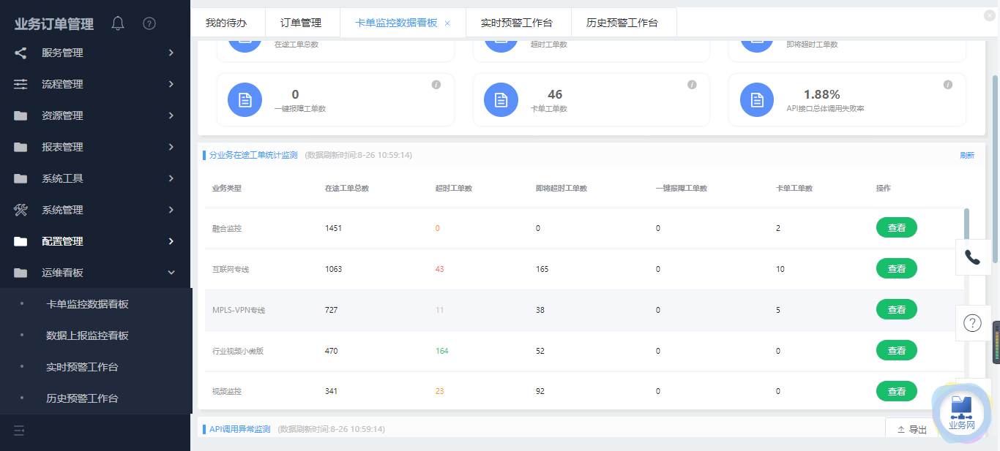 业务订单管理
服务管理
流程管理
资源管理
报表管理
系统工具
系统管理
配置管理
运维看板
卡单监控数据看板
数据上报监控看板
实时预警工作台
历史预警工作台
我的待办 订单管理 卡单监控数据看板 × 实时预警工作台 历史预警工作台
在途工单总数 超时工单数 即将超时工单数
0 46 1.88%
一键报障工单数 卡单工单数 API接口总体调用失败率
分业务在途工单统计监测 (数据刷新时间:8-26 10:59:14) 刷新
业务类型 在途工单总数 超时工单数 即将超时工单数 一键报障工单数 卡单工单数 操作
融合监控 1451 0 0 0 2 查看
互联网专线 1063 43 165 0 10 查看
MPLS-VPN专线 727 11 38 0 5 查看
行业视频小微版 470 164 52 0 0 查看
视频监控 341 23 92 0 0 查看
API调用异常监测 (数据刷新时间:8-26 10:59:14) 导出
业务网